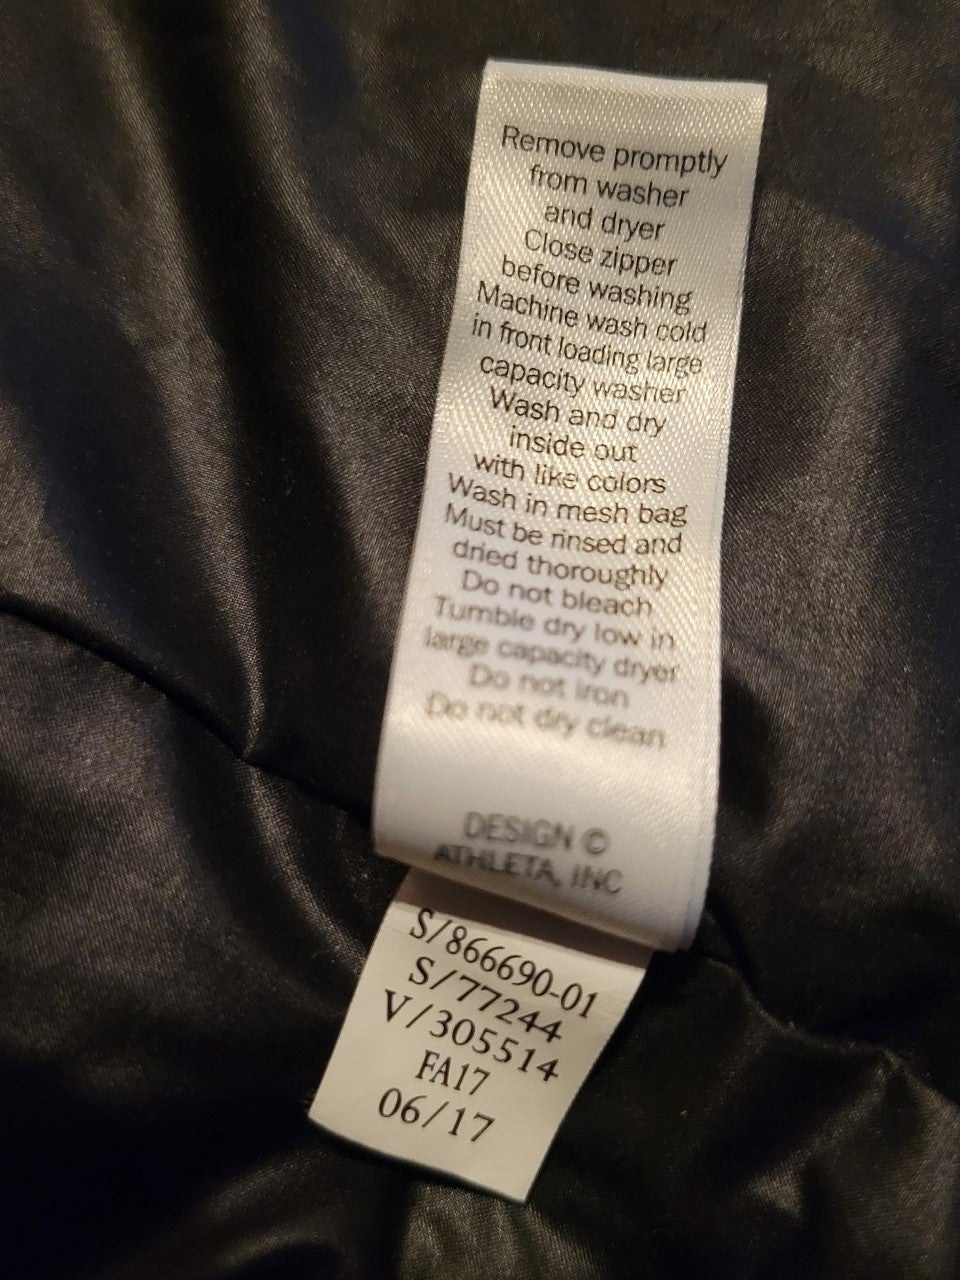 Remove promptly
from washer
and dryer
Close zipper
before washing
Machine wash cold
in front loading large
capacity washer
Wash and dry
inside out
with like colors
Wash in mesh bag
Must be rinsed and
dried thoroughly
Do not bleach
Tumble dry low in
large capacity dryer
Do not iron
Do not dry clean
DESIGN ©
ATHLETA, INC
S/866690-01
S/77244
V/305514
FA17
06/17